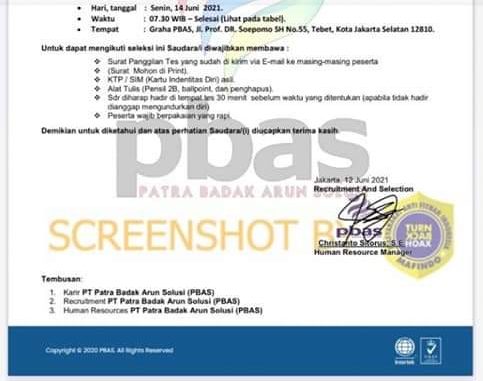 • Hari, tanggal : Senin, 14 Juni 2021.
• Waktu : 07.30 WIB – Selesai (Lihat pada tabel).
• Tempat : Graha PBAS, Jl. Prof. DR. Soepomo SH No.55, Tebet, Kota Jakarta Selatan 12810.
Untuk dapat mengikuti seleksi ini Saudara/i diwajibkan membawa :
❖ Surat Panggilan Tes yang sudah di kirim via E-mail ke masing-masing peserta
❖ (Surat Mohon di Print).
❖ KTP / SIM (Kartu Indentitas Diri) asli.
❖ Alat Tulis (Pensil 2B, ballpoint, dan penghapus).
❖ Sdr diharap hadir di tempat tes 30 menit sebelum waktu yang ditentukan (apabila tidak hadir
dianggap mengundurkan diri)
❖ Peserta wajib berpakaian yang rapi.
Demikian untuk diketahui dan atas perhatian Saudara/(i) diucapkan terima kasih.
pbas
PATRA BADAK ARUN SOLUSI
Jakarta, 12 Juni 2021
Recruitment And Selection
pbas
SCREENSHOT
TURN
BACK
HOAX
MAFINDO
Christanto Sitorus, S.E
Human Resource Manager
Tembusan:
1. Karir PT Patra Badak Arun Solusi (PBAS)
2. Recruitment PT Patra Badak Arun Solusi (PBAS)
3. Human Resources PT Patra Badak Arun Solusi (PBAS)
Copyright © 2020 PBAS. All Rights Reserved
intertek